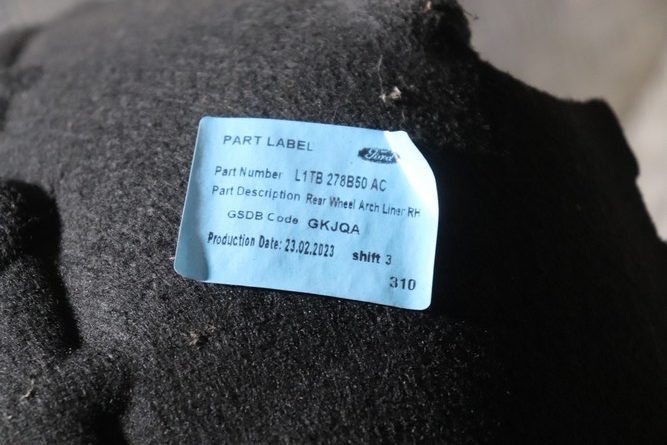 PART LABEL
Ford
Part Number L1TB 278B50 AC
Part Description Rear Wheel Arch Liner RH
GSDB Code GKJQA
Production Date: 23.02.2023 shift 3
310